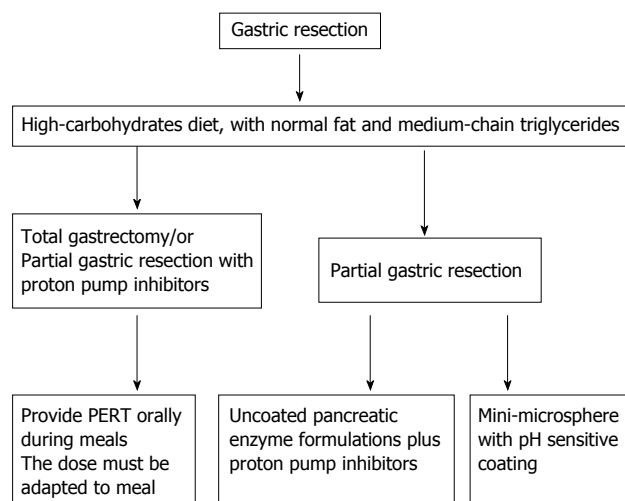 Gastric resection
High-carbohydrates diet, with normal fat and medium-chain triglycerides
Total gastrectomy/or
Partial gastric resection with
proton pump inhibitors
Partial gastric resection
Provide PERT orally
during meals
The dose must be
adapted to meal
Uncoated pancreatic
enzyme formulations plus
proton pump inhibitors
Mini-microsphere
with pH sensitive
coating